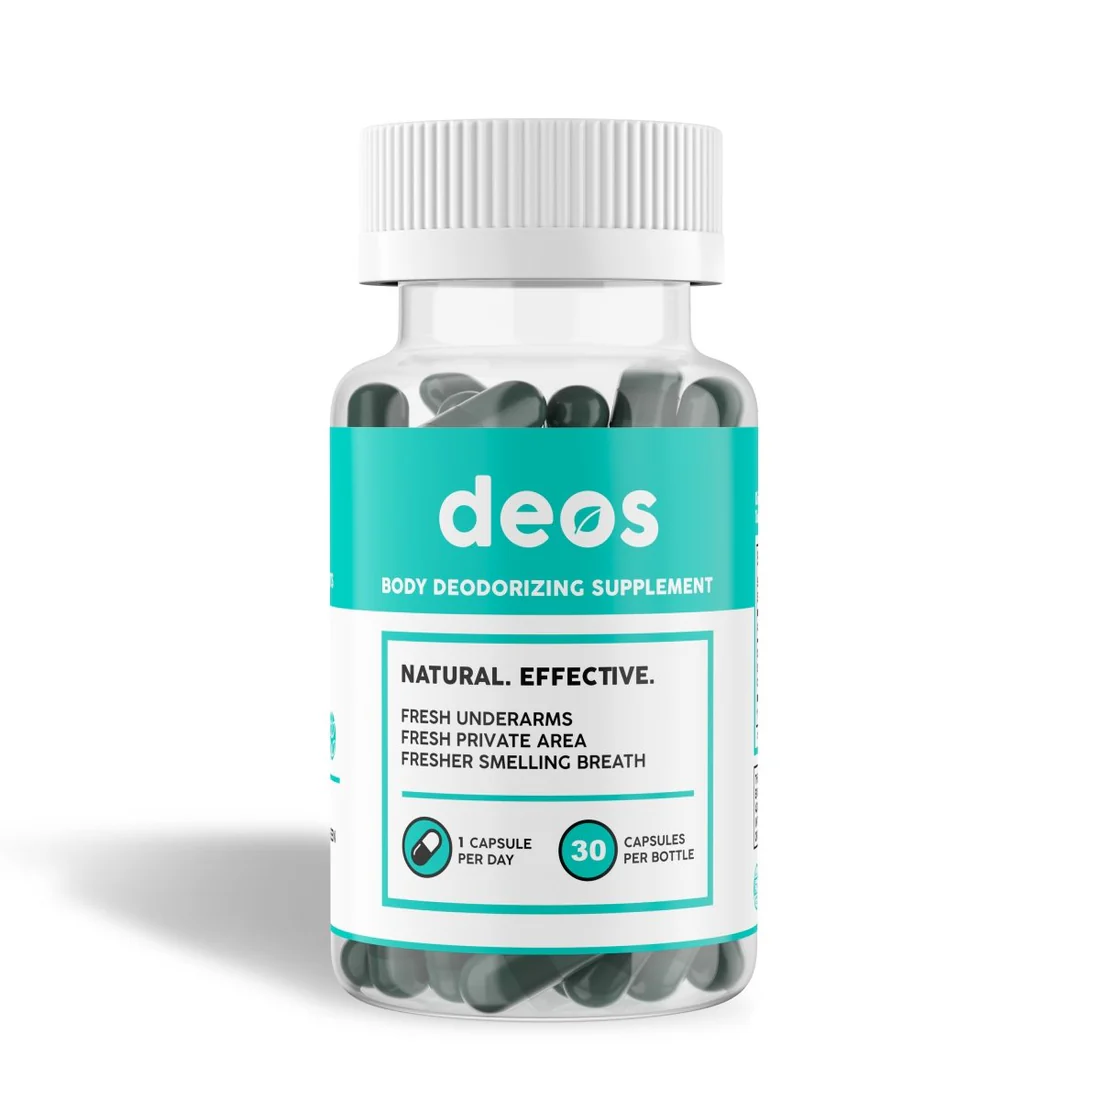 deos
BODY DEODORIZING SUPPLEMENT
NATURAL. EFFECTIVE.
FRESH UNDERARMS
FRESH PRIVATE AREA
FRESHER SMELLING BREATH
1 CAPSULE
PER DAY
30
CAPSULES
PER BOTTLE